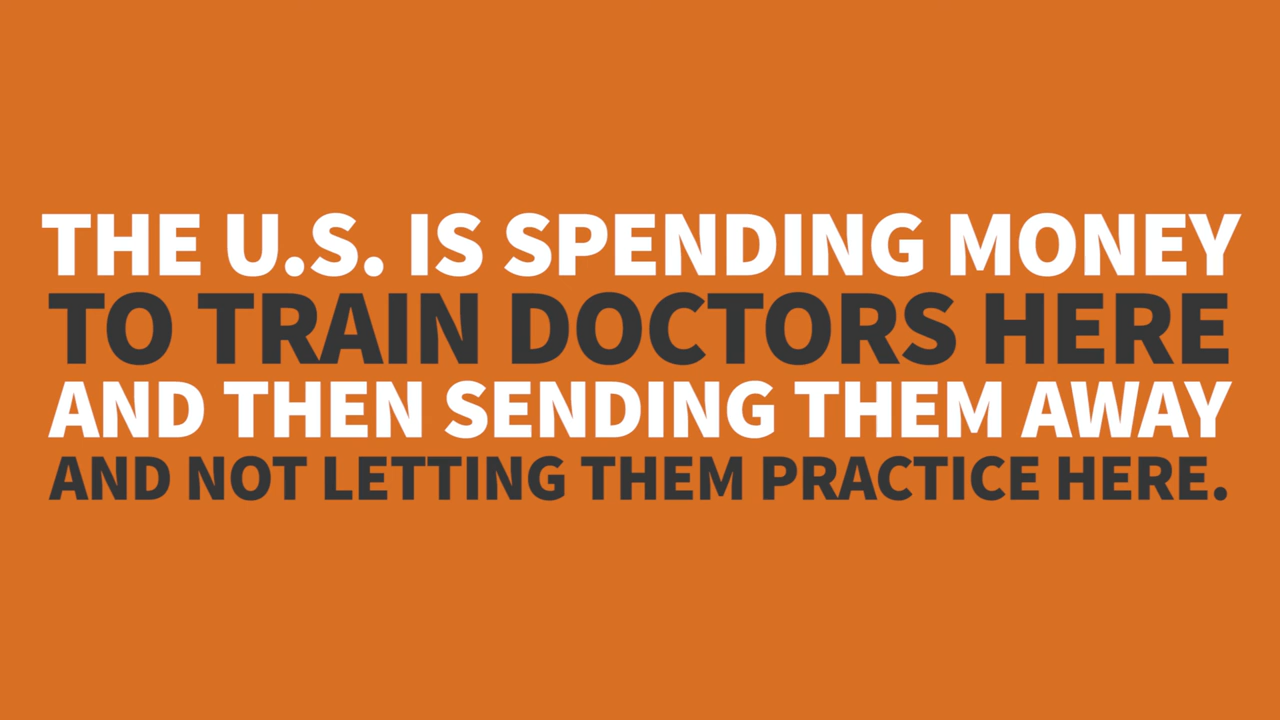 THE U.S. IS SPENDING MONEY
TO TRAIN DOCTORS HERE
AND THEN SENDING THEM AWAY
AND NOT LETTING THEM PRACTICE HERE.